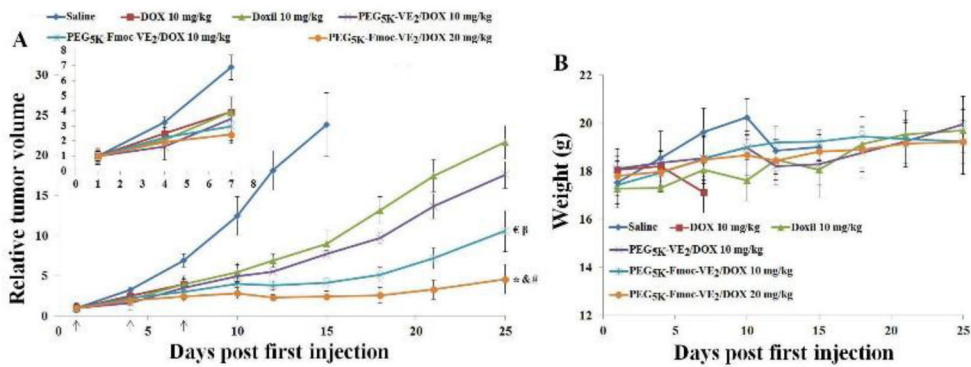 Saline DOX 10 mg/kg Doxil 10 mg/kg PEG5K-VE2/DOX 10 mg/kg
PEG5K-Fmoc-VE2/DOX 10 mg/kg PEG5K-Fmoc-VE2/DOX 20 mg/kg
A
Relative tumor volume
30
25
20
15
10
5
0
8
7
6
5
4
3
2
1
0
0 1 2 3 4 5 6 7 8
€ β
* & #
0 5 10 15 20 25
Days post first injection
B
Weight (g)
22
20
18
16
14
12
Saline DOX 10 mg/kg Doxil 10 mg/kg
PEG5K-VE2/DOX 10 mg/kg
PEG5K-Fmoc-VE2/DOX 10 mg/kg
PEG5K-Fmoc-VE2/DOX 20 mg/kg
0 5 10 15 20 25
Days post first injection